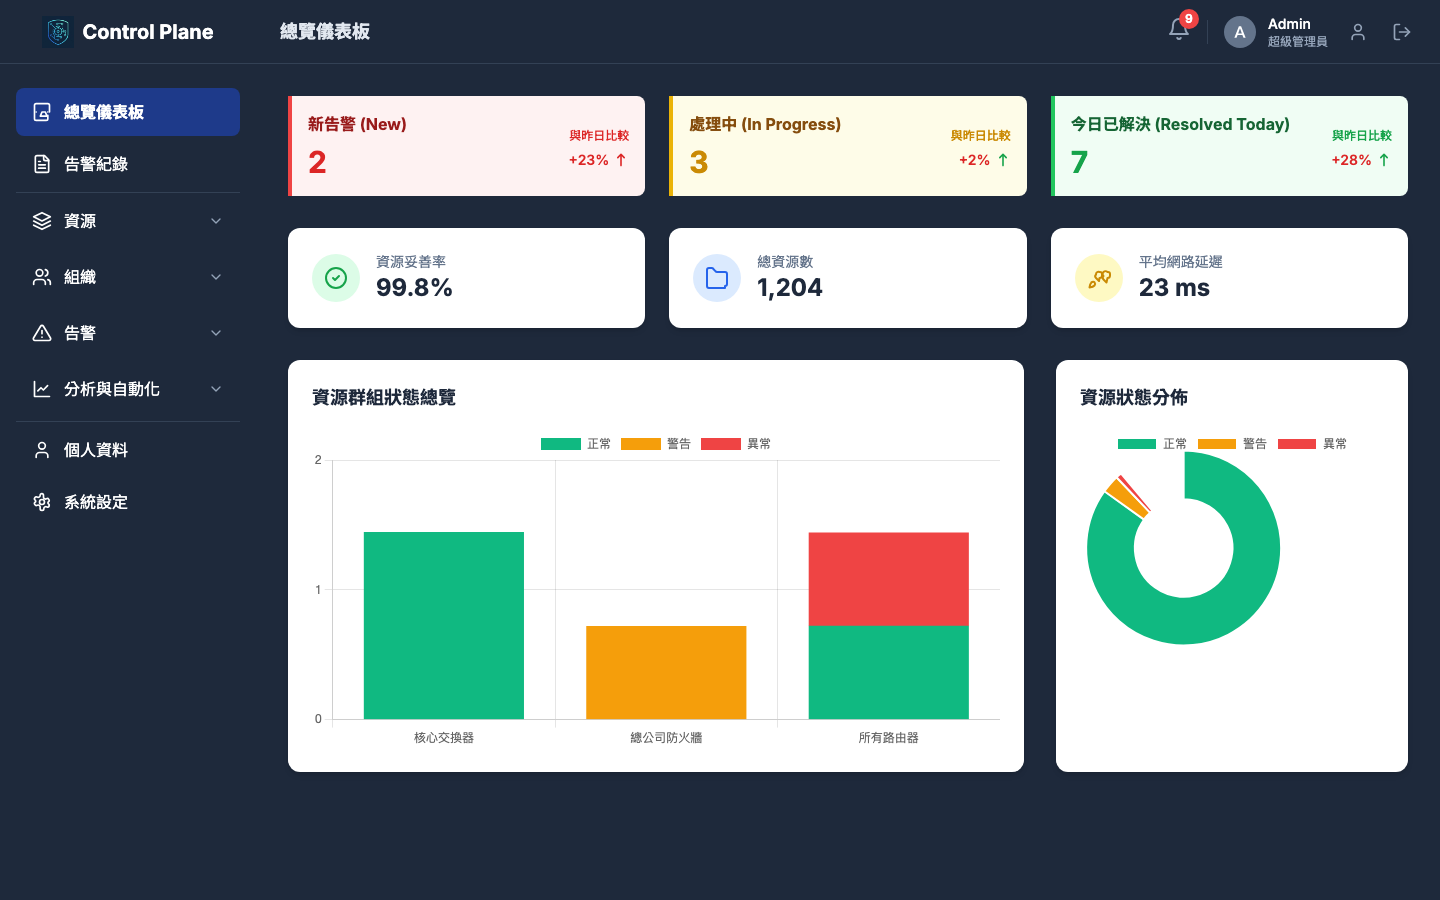 Control Plane
總覽儀表板
9
A
Admin
超級管理員
總覽儀表板
告警紀錄
資源
組織
告警
分析與自動化
個人資料
系統設定
新告警 (New)
2
與昨日比較
+23% ↑
處理中 (In Progress)
3
與昨日比較
+2% ↑
今日已解決 (Resolved Today)
7
與昨日比較
+28% ↑
資源妥善率
99.8%
總資源數
1,204
平均網路延遲
23 ms
資源群組狀態總覽
正常 警告 異常
2
1
0
核心交換器 總公司防火牆 所有路由器
資源狀態分佈
正常 警告 異常